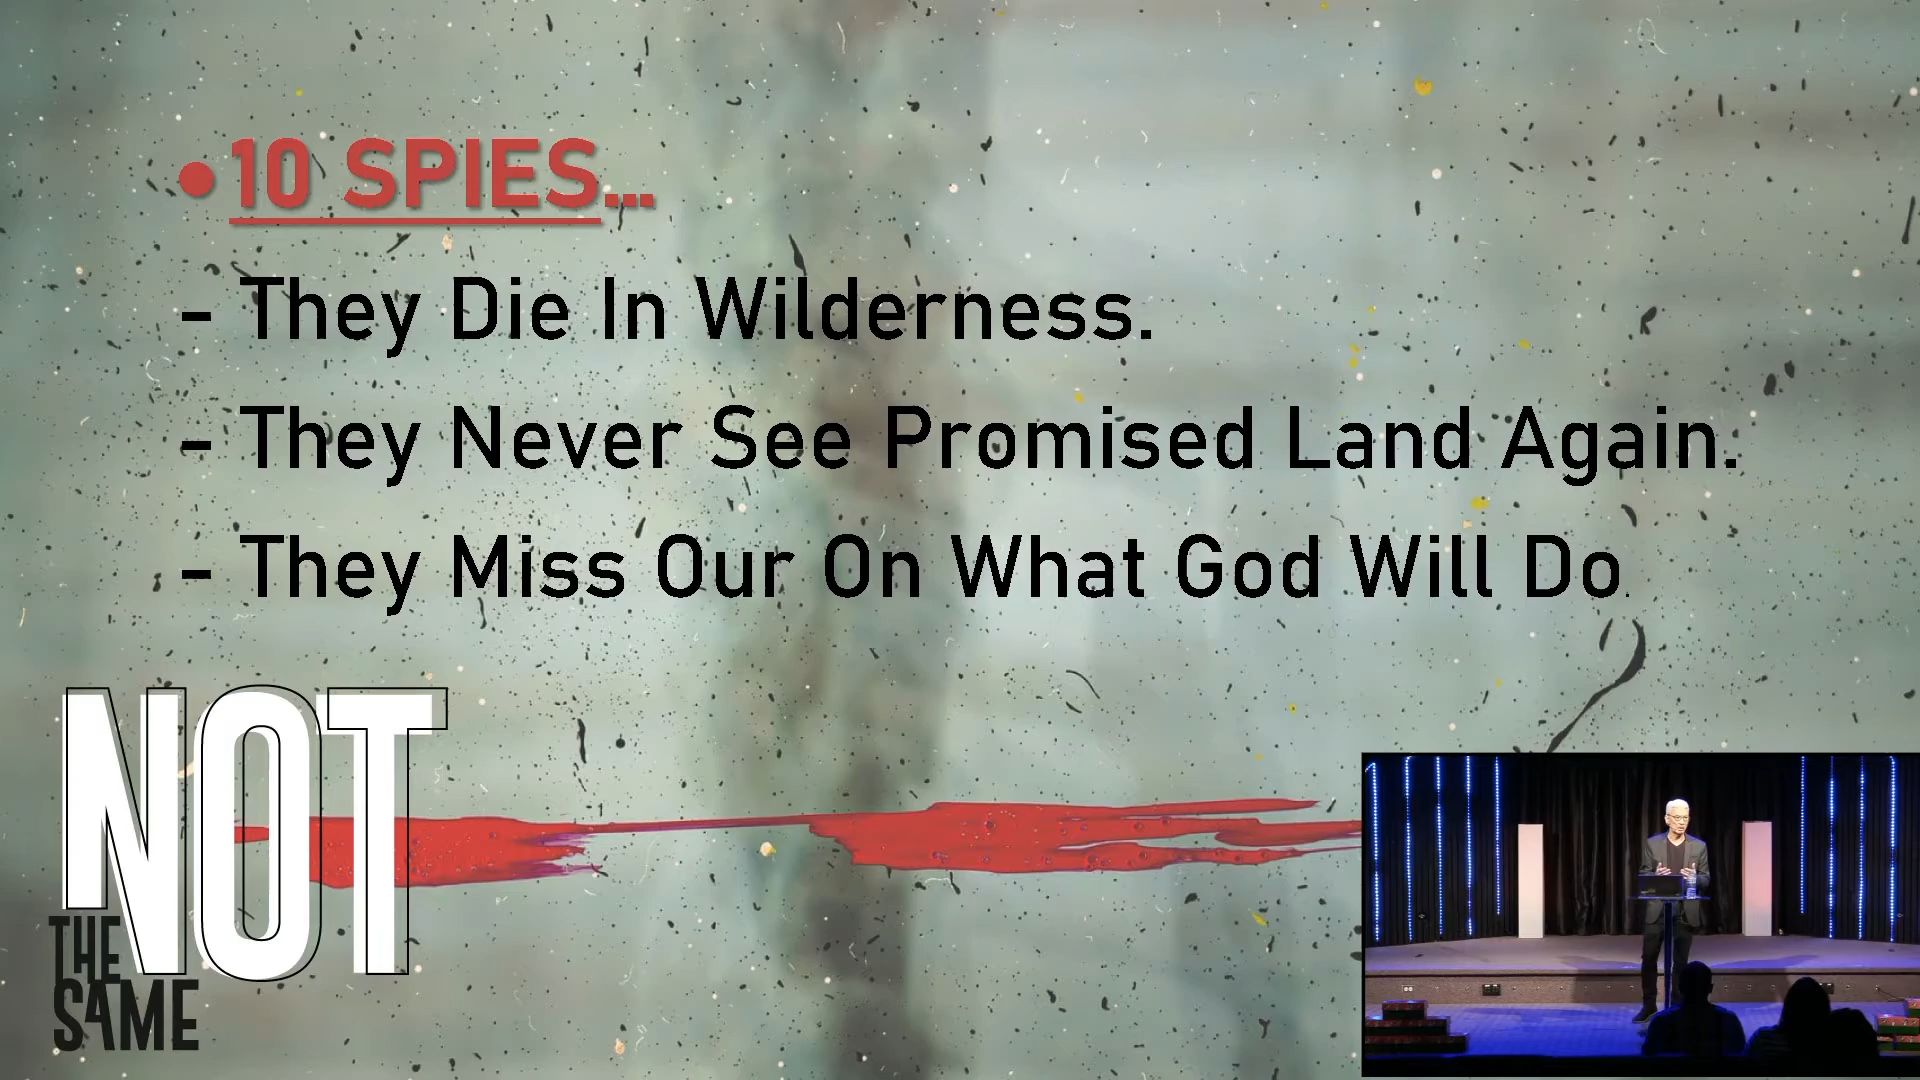 •10 SPIES...
- They Die In Wilderness.
- They Never See Promised Land Again.
- They Miss Our On What God Will Do.
NOT
THE
SAME